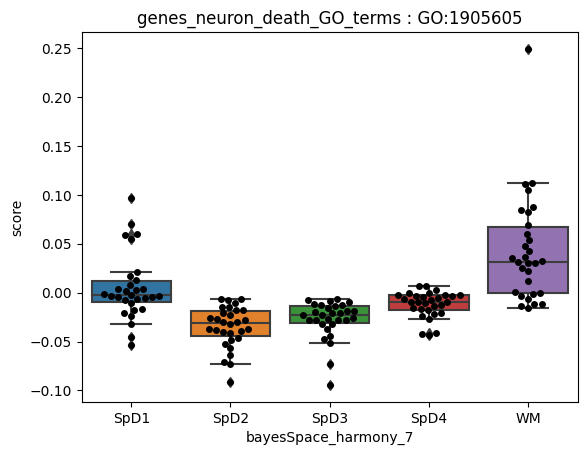 genes_neuron_death_GO_terms : GO:1905605
score
0.25
0.20
0.15
0.10
0.05
0.00
−0.05
−0.10
SpD1 SpD2 SpD3 SpD4 WM
bayesSpace_harmony_7